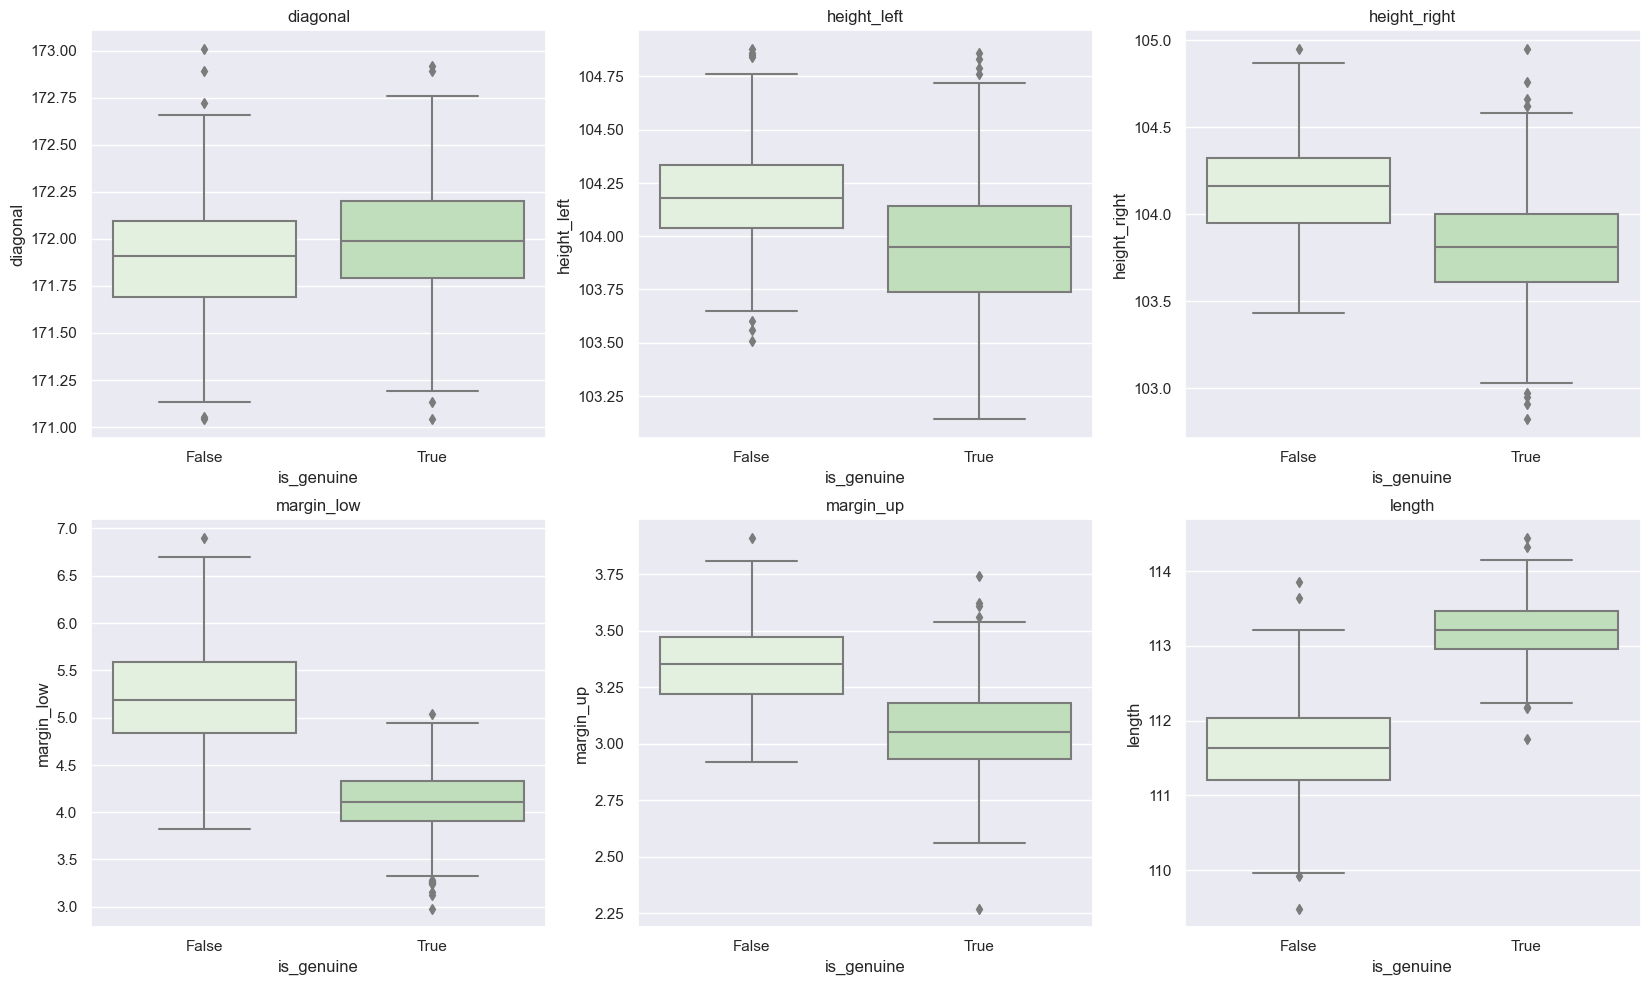 diagonal
173.00
172.75
172.50
172.25
172.00
171.75
171.50
171.25
171.00
diagonal
False True
is_genuine
height_left
104.75
104.50
104.25
104.00
103.75
103.50
103.25
height_left
False True
is_genuine
height_right
105.0
104.5
104.0
103.5
103.0
height_right
False True
is_genuine
margin_low
7.0
6.5
6.0
5.5
5.0
4.5
4.0
3.5
3.0
margin_low
False True
is_genuine
margin_up
3.75
3.50
3.25
3.00
2.75
2.50
2.25
margin_up
False True
is_genuine
length
114
113
112
111
110
length
False True
is_genuine